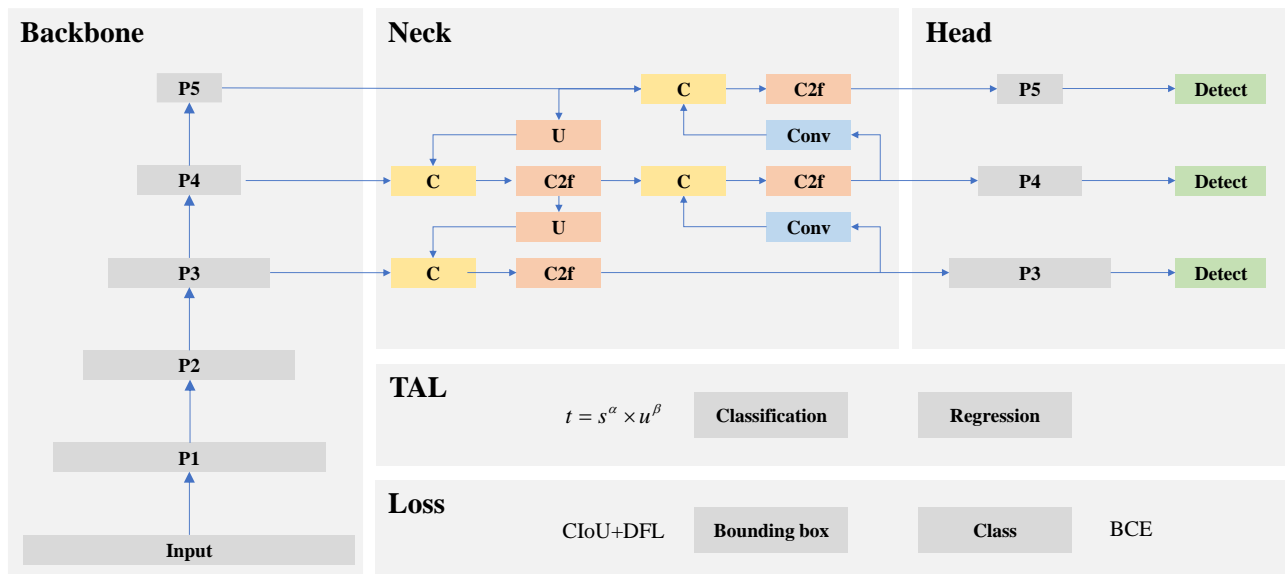 Backbone
P5
P4
P3
P2
P1
Input
Neck
C C2f
U Conv
C C2f C C2f
U Conv
C C2f
Head
P5 Detect
P4 Detect
P3 Detect
TAL
t = s^α × u^β Classification Regression
Loss
CIoU+DFL Bounding box Class BCE